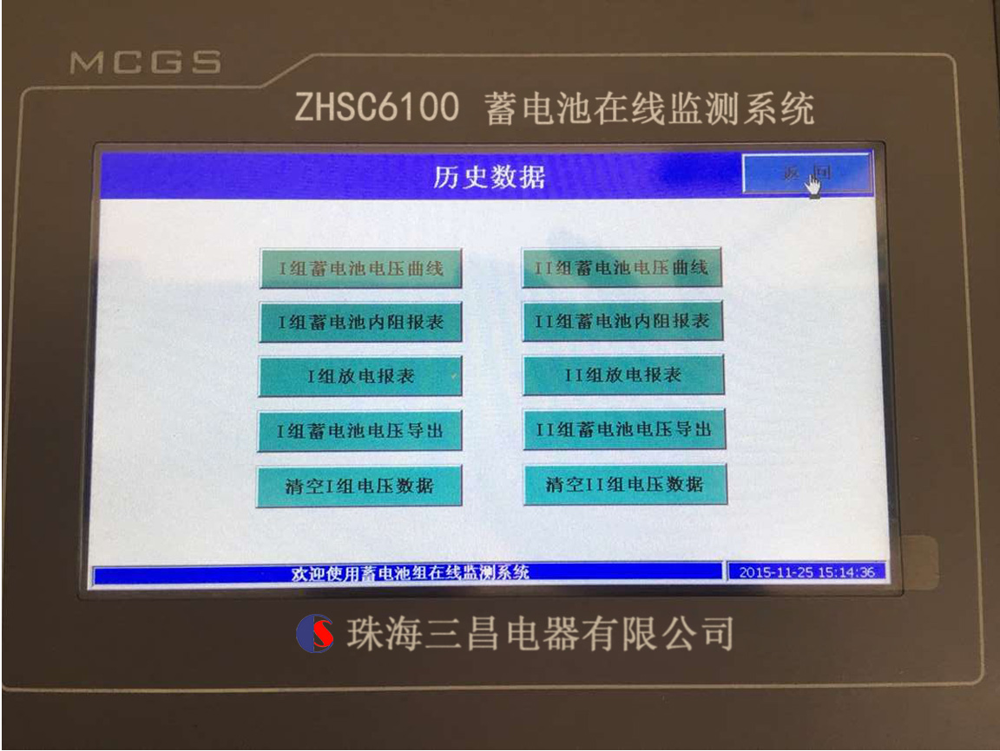 MCGS
ZHSC6100 蓄电池在线监测系统
历史数据
返 回
I组蓄电池电压曲线
II组蓄电池电压曲线
I组蓄电池内阻报表
II组蓄电池内阻报表
I组放电报表
II组放电报表
I组蓄电池电压导出
II组蓄电池电压导出
清空I组电压数据
清空II组电压数据
欢迎使用蓄电池组在线监测系统
2015-11-25 15:14:36
珠海三昌电器有限公司